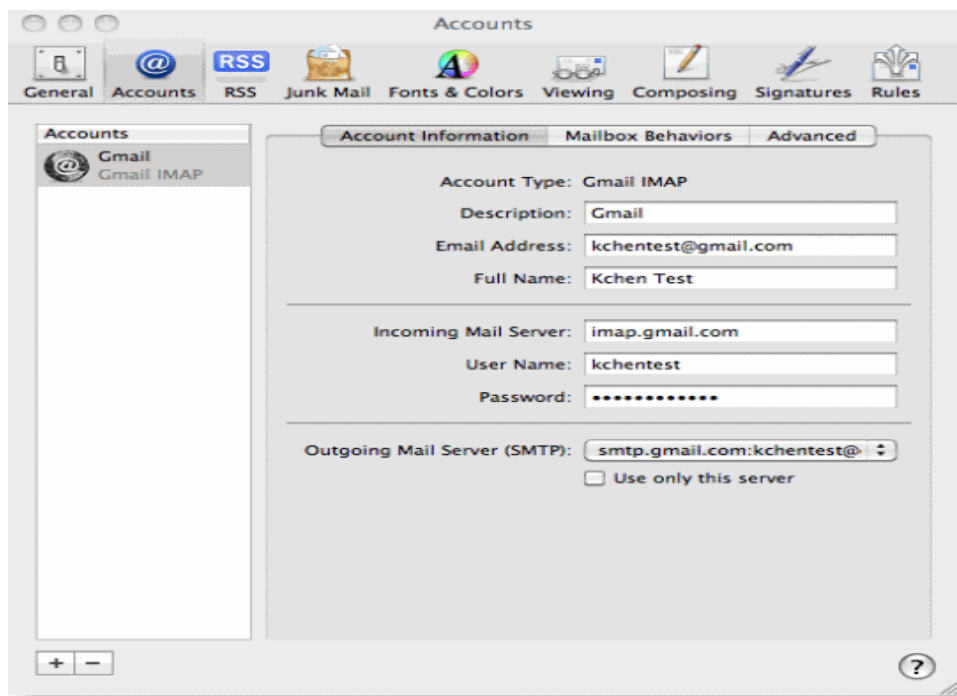 Accounts
RSS
General Accounts RSS Junk Mail Fonts & Colors Viewing Composing Signatures Rules
Accounts
Gmail
Gmail IMAP
Account Information Mailbox Behaviors Advanced
Account Type: Gmail IMAP
Description: Gmail
Email Address: kchentest@gmail.com
Full Name: Kchen Test
Incoming Mail Server: imap.gmail.com
User Name: kchentest
Password: ••••••••••••
Outgoing Mail Server (SMTP): smtp.gmail.com:kchentest@
Use only this server
+ −
?